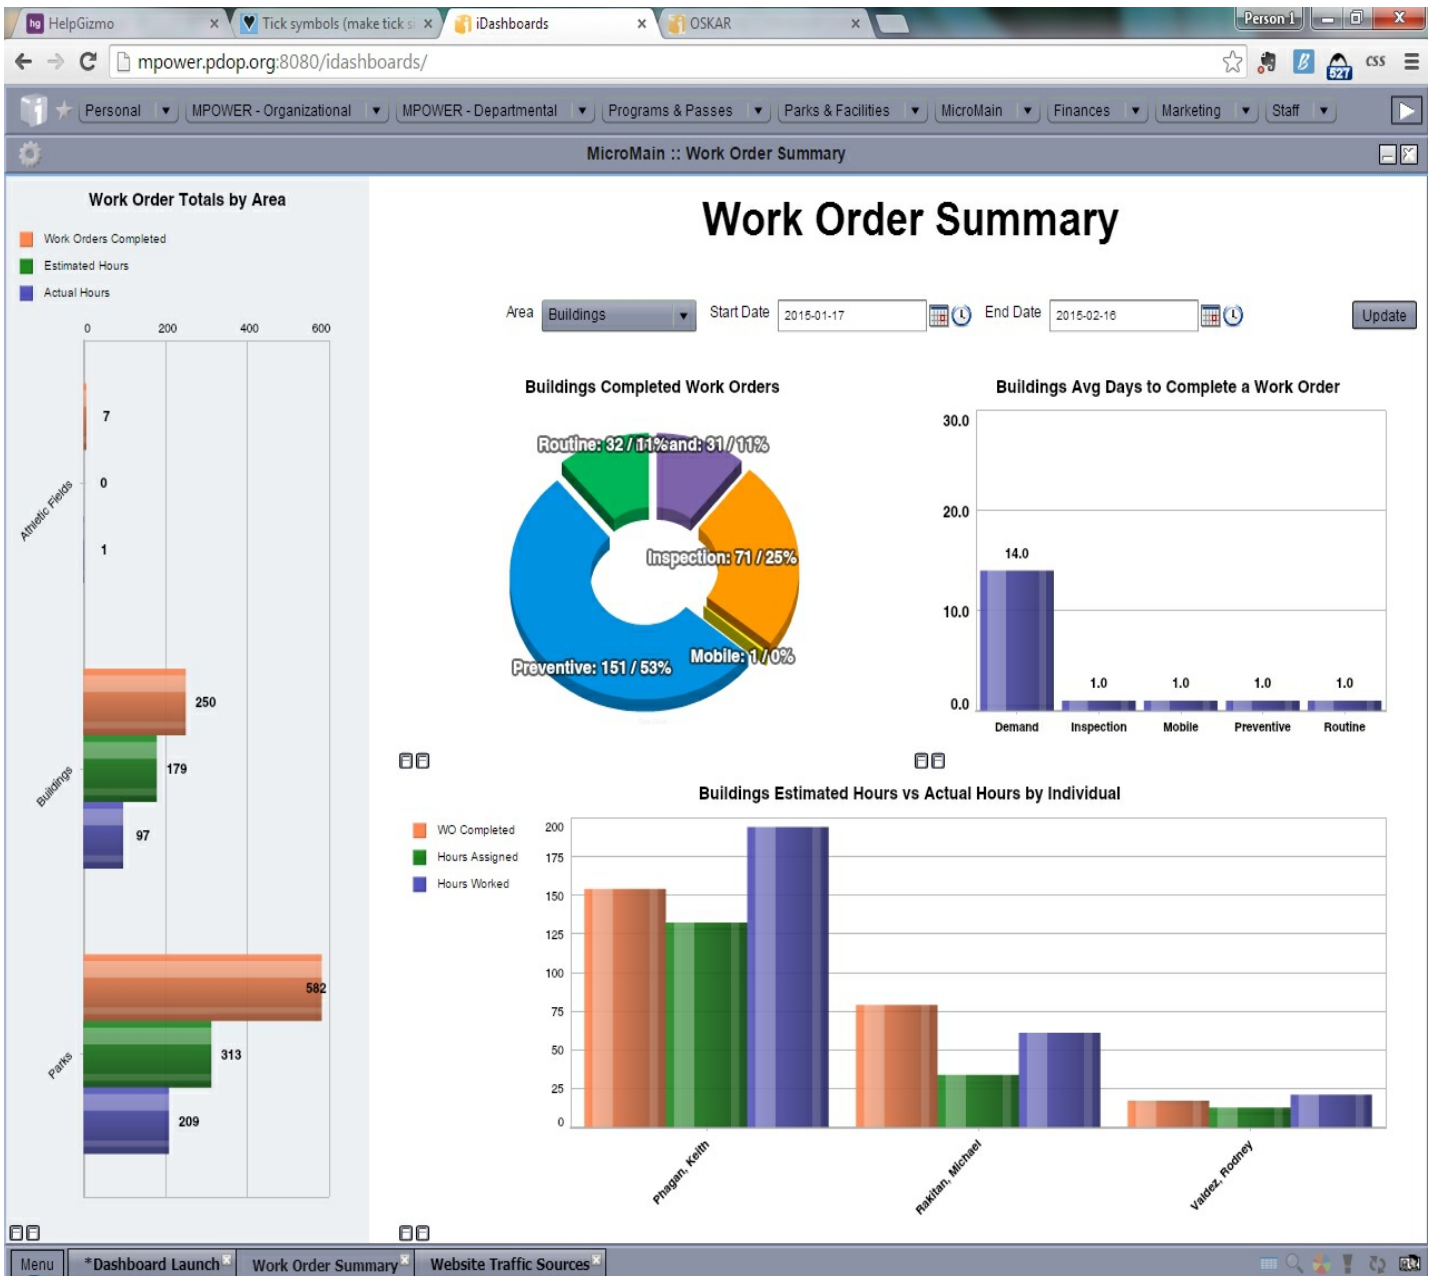 HelpGizmo
Tick symbols (make tick s
iDashboards
OSKAR
Person 1
mpower.pdop.org:8080/idashboards/
527
CSS
Personal
MPOWER - Organizational
MPOWER - Departmental
Programs & Passes
Parks & Facilities
MicroMain
Finances
Marketing
Staff
MicroMain :: Work Order Summary
Work Order Totals by Area
Work Orders Completed
Estimated Hours
Actual Hours
0 200 400 600
7
0
1
Athletic Fields
250
179
97
Buildings
582
313
209
Parks
Work Order Summary
Area Buildings Start Date 2015-01-17 End Date 2015-02-16 Update
Buildings Completed Work Orders
Routine: 32 / 11%
and: 31 / 11%
Inspection: 71 / 25%
Mobile: 1 / 0%
Preventive: 151 / 53%
Buildings Avg Days to Complete a Work Order
30.0
20.0
10.0
0.0
14.0 1.0 1.0 1.0 1.0
Demand Inspection Mobile Preventive Routine
Buildings Estimated Hours vs Actual Hours by Individual
WO Completed
Hours Assigned
Hours Worked
200
175
150
125
100
75
50
25
0
Phagan, Keith
Rakitan, Michael
Valdez, Rodney
Menu
*Dashboard Launch
Work Order Summary
Website Traffic Sources